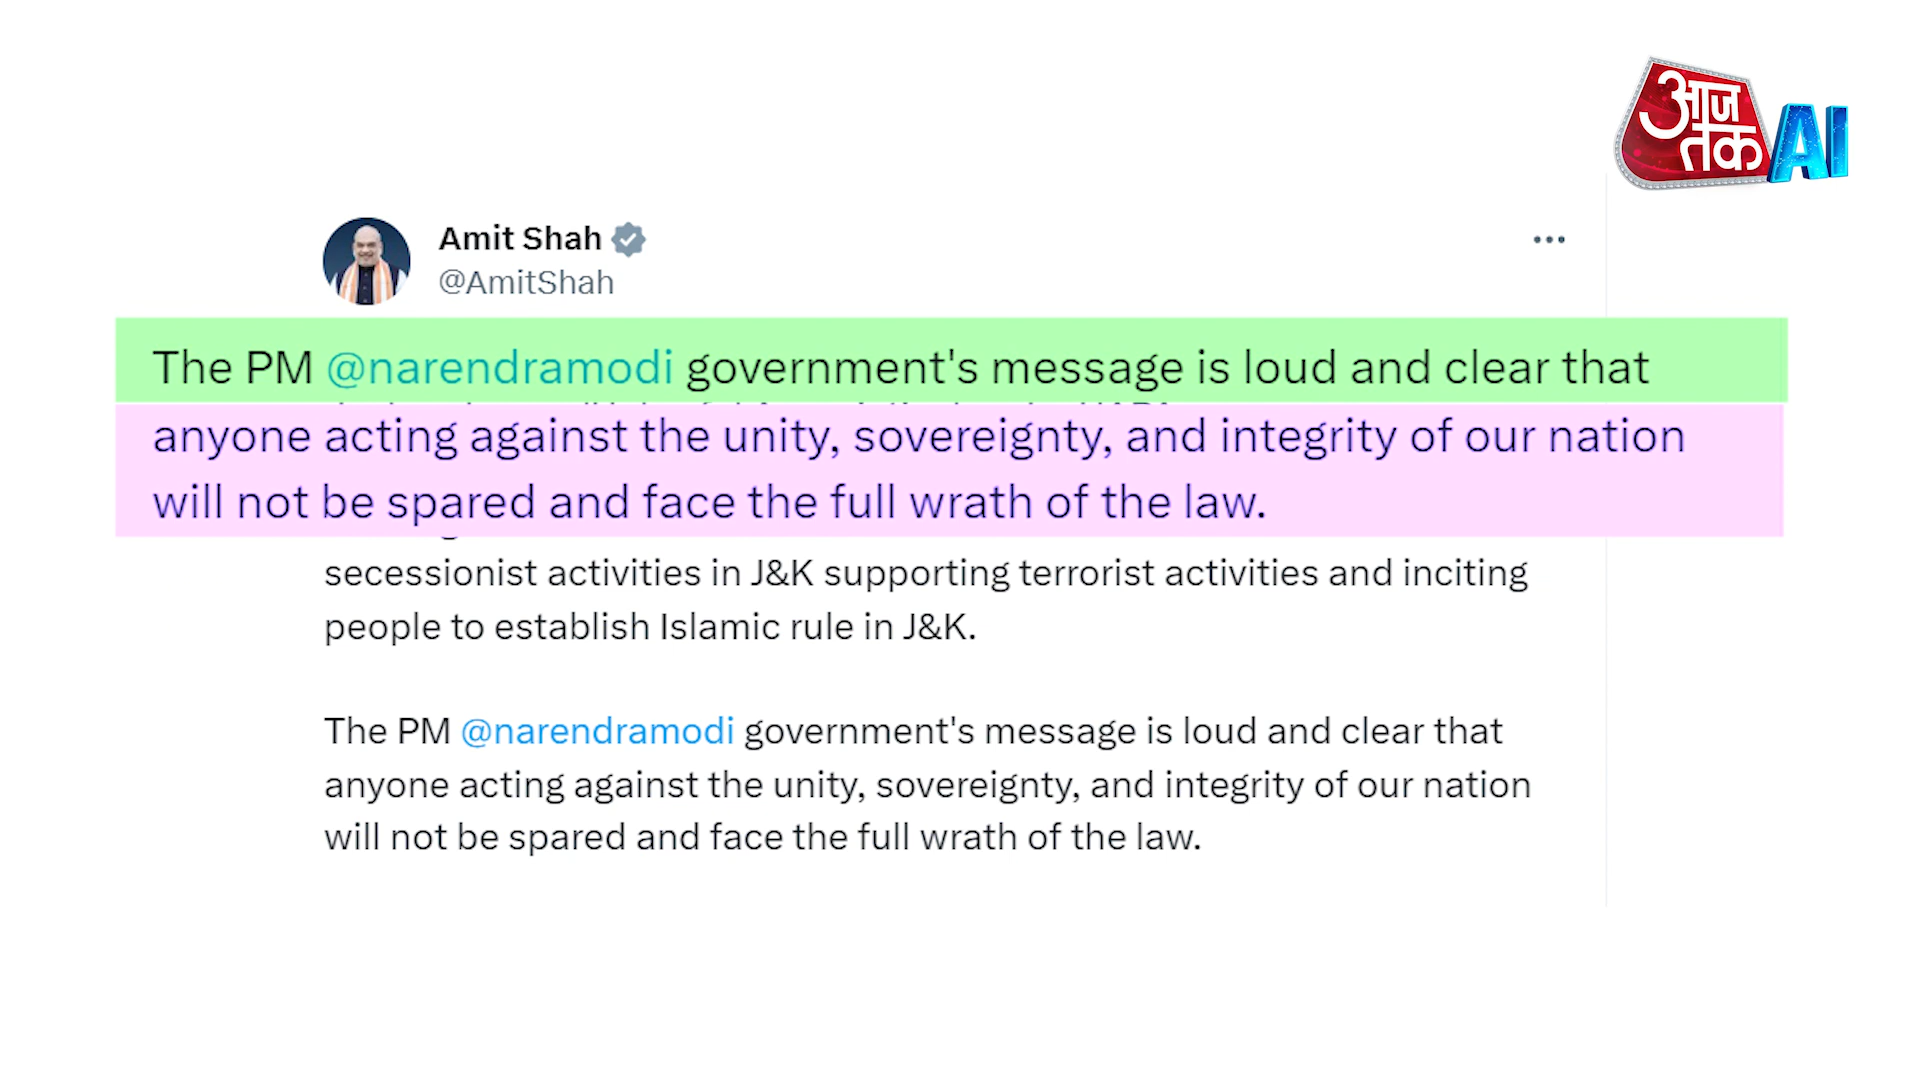 आज
तक AI
Amit Shah
@AmitShah
The PM @narendramodi government's message is loud and clear that
anyone acting against the unity, sovereignty, and integrity of our nation
will not be spared and face the full wrath of the law.
secessionist activities in J&K supporting terrorist activities and inciting
people to establish Islamic rule in J&K.
The PM @narendramodi government's message is loud and clear that
anyone acting against the unity, sovereignty, and integrity of our nation
will not be spared and face the full wrath of the law.